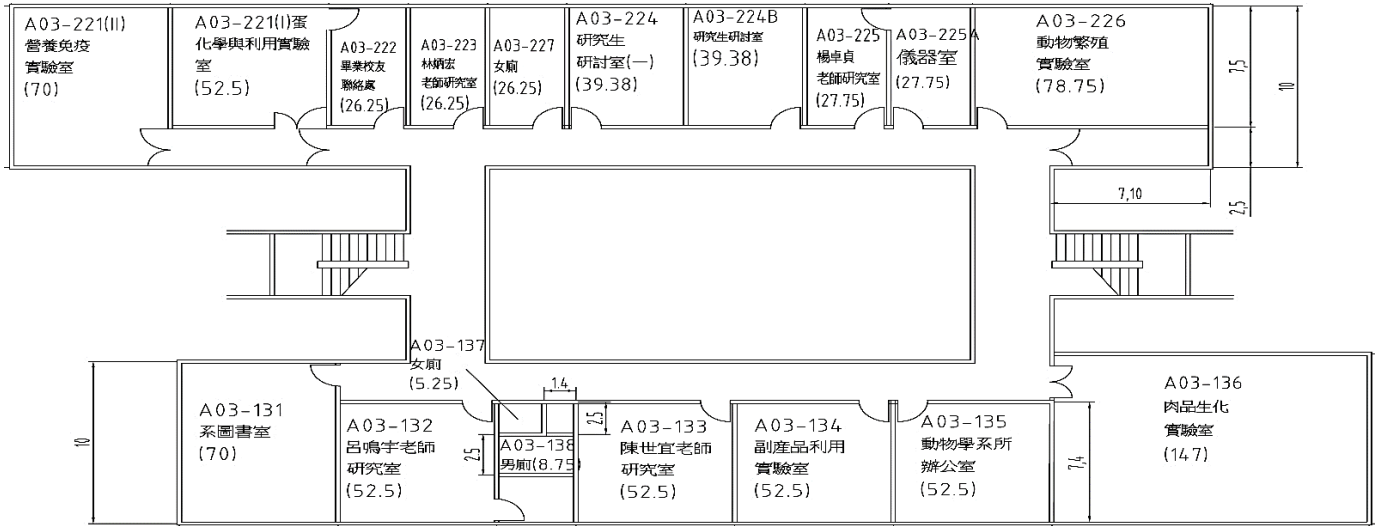 A03-221(II)
營養免疫
實驗室
(70)
A03-221(I)蛋
化學與利用實驗
室
(52.5)
A03-222
畢業校友
聯絡處
(26.25)
A03-223
林炳宏
老師研究室
(26.25)
A03-227
女廁
(26.25)
A03-224
研究生
研討室(一)
(39.38)
A03-224B
研究生研討室
(39.38)
A03-225
楊卓貞
老師研究室
(27.75)
A03-225A
儀器室
(27.75)
A03-226
動物繁殖
實驗室
(78.75)
7,5
10
7,10
2,5
A03-137
女廁
(5.25)
1.4
2.5
2.5
10
A03-131
系圖書室
(70)
A03-132
呂鳴宇老師
研究室
(52.5)
A03-138
男廁(8.75)
A03-133
陳世宜老師
研究室
(52.5)
A03-134
副產品利用
實驗室
(52.5)
A03-135
動物學系所
辦公室
(52.5)
7,4
A03-136
肉品生化
實驗室
(147)